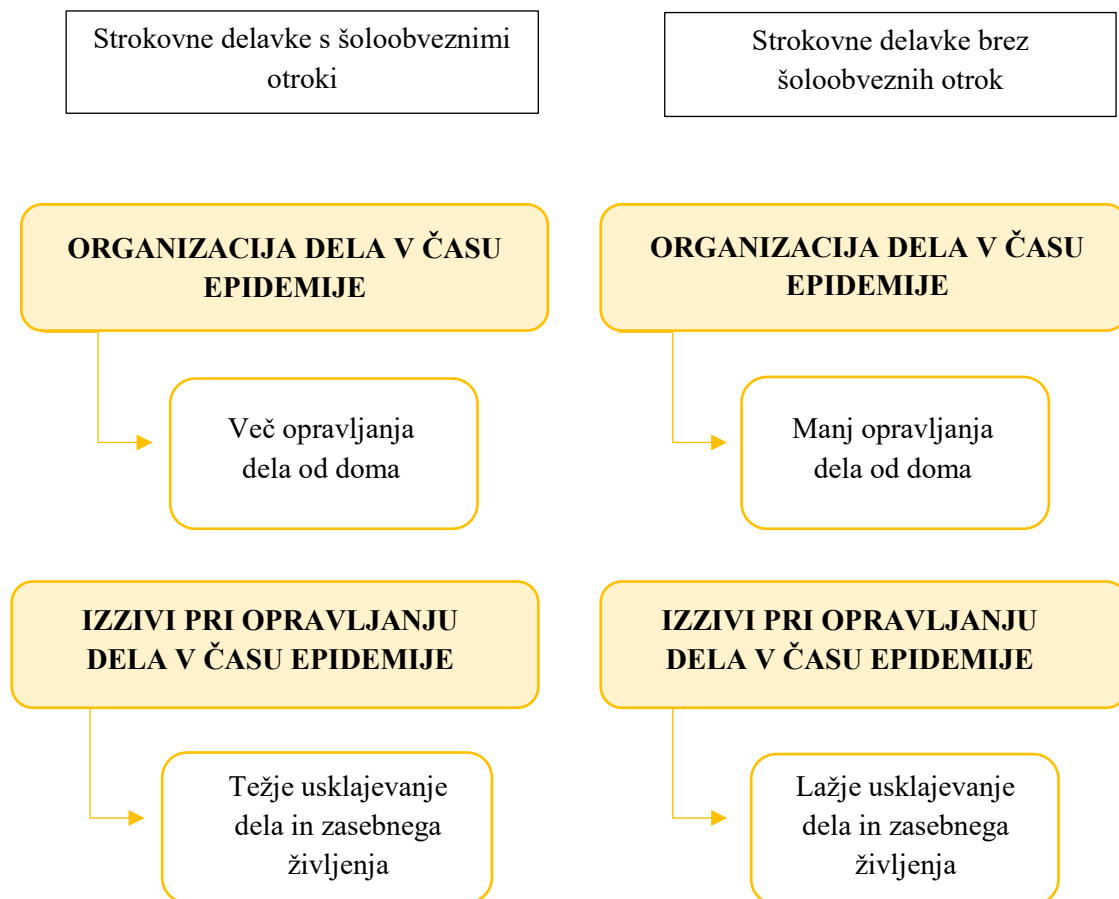 Strokovne delavke s šoloobveznimi
otroki
Strokovne delavke brez
šoloobveznih otrok
ORGANIZACIJA DELA V ČASU
EPIDEMIJE
ORGANIZACIJA DELA V ČASU
EPIDEMIJE
Več opravljanja
dela od doma
Manj opravljanja
dela od doma
IZZIVI PRI OPRAVLJANJU
DELA V ČASU EPIDEMIJE
IZZIVI PRI OPRAVLJANJU
DELA V ČASU EPIDEMIJE
Težje usklajevanje
dela in zasebnega
življenja
Lažje usklajevanje
dela in zasebnega
življenja